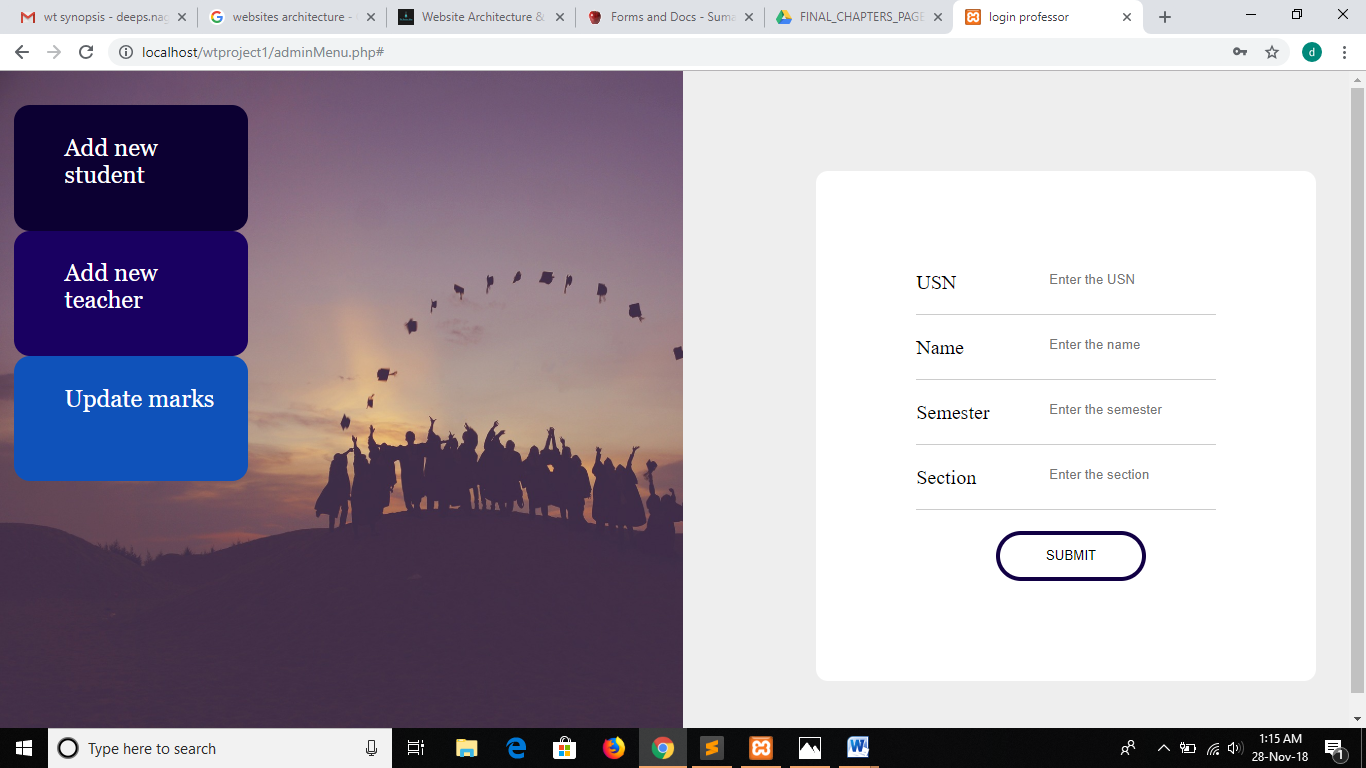 wt synopsis - deeps.nag
websites architecture -
Website Architecture &
Forms and Docs - Suma
FINAL_CHAPTERS_PAGE
login professor
localhost/wtproject1/adminMenu.php#
d
Add new
student
Add new
teacher
Update marks
USN
Enter the USN
Name
Enter the name
Semester
Enter the semester
Section
Enter the section
SUBMIT
Type here to search
1:15 AM
28-Nov-18
1